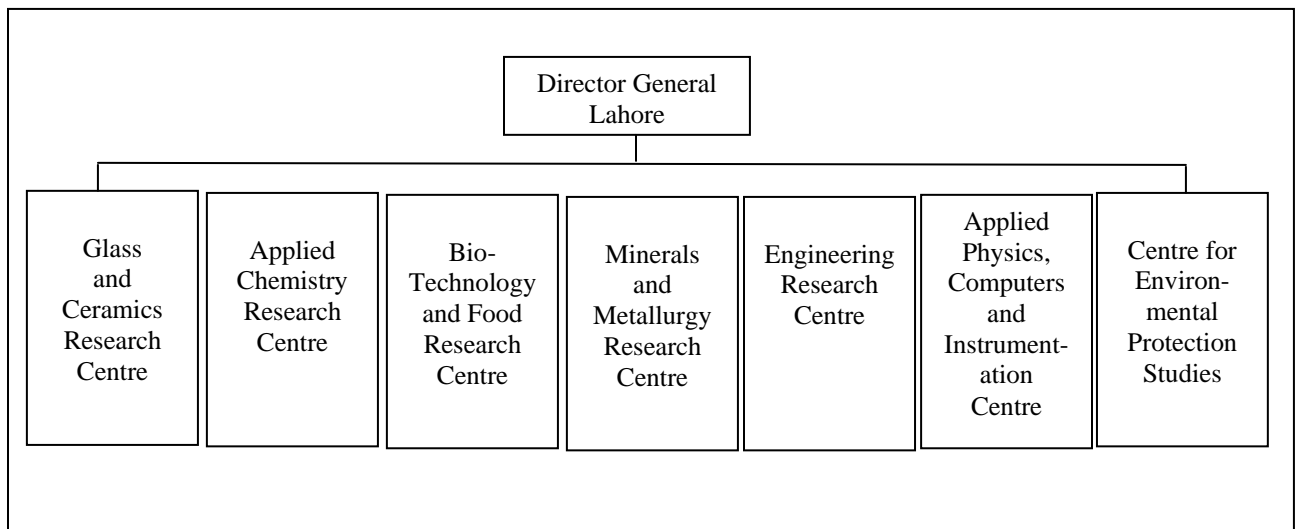 Director General
Lahore
Glass
and
Ceramics
Research
Centre
Applied
Chemistry
Research
Centre
Bio-
Technology
and Food
Research
Centre
Minerals
and
Metallurgy
Research
Centre
Engineering
Research
Centre
Applied
Physics,
Computers
and
Instrument-
ation
Centre
Centre for
Environ-
mental
Protection
Studies